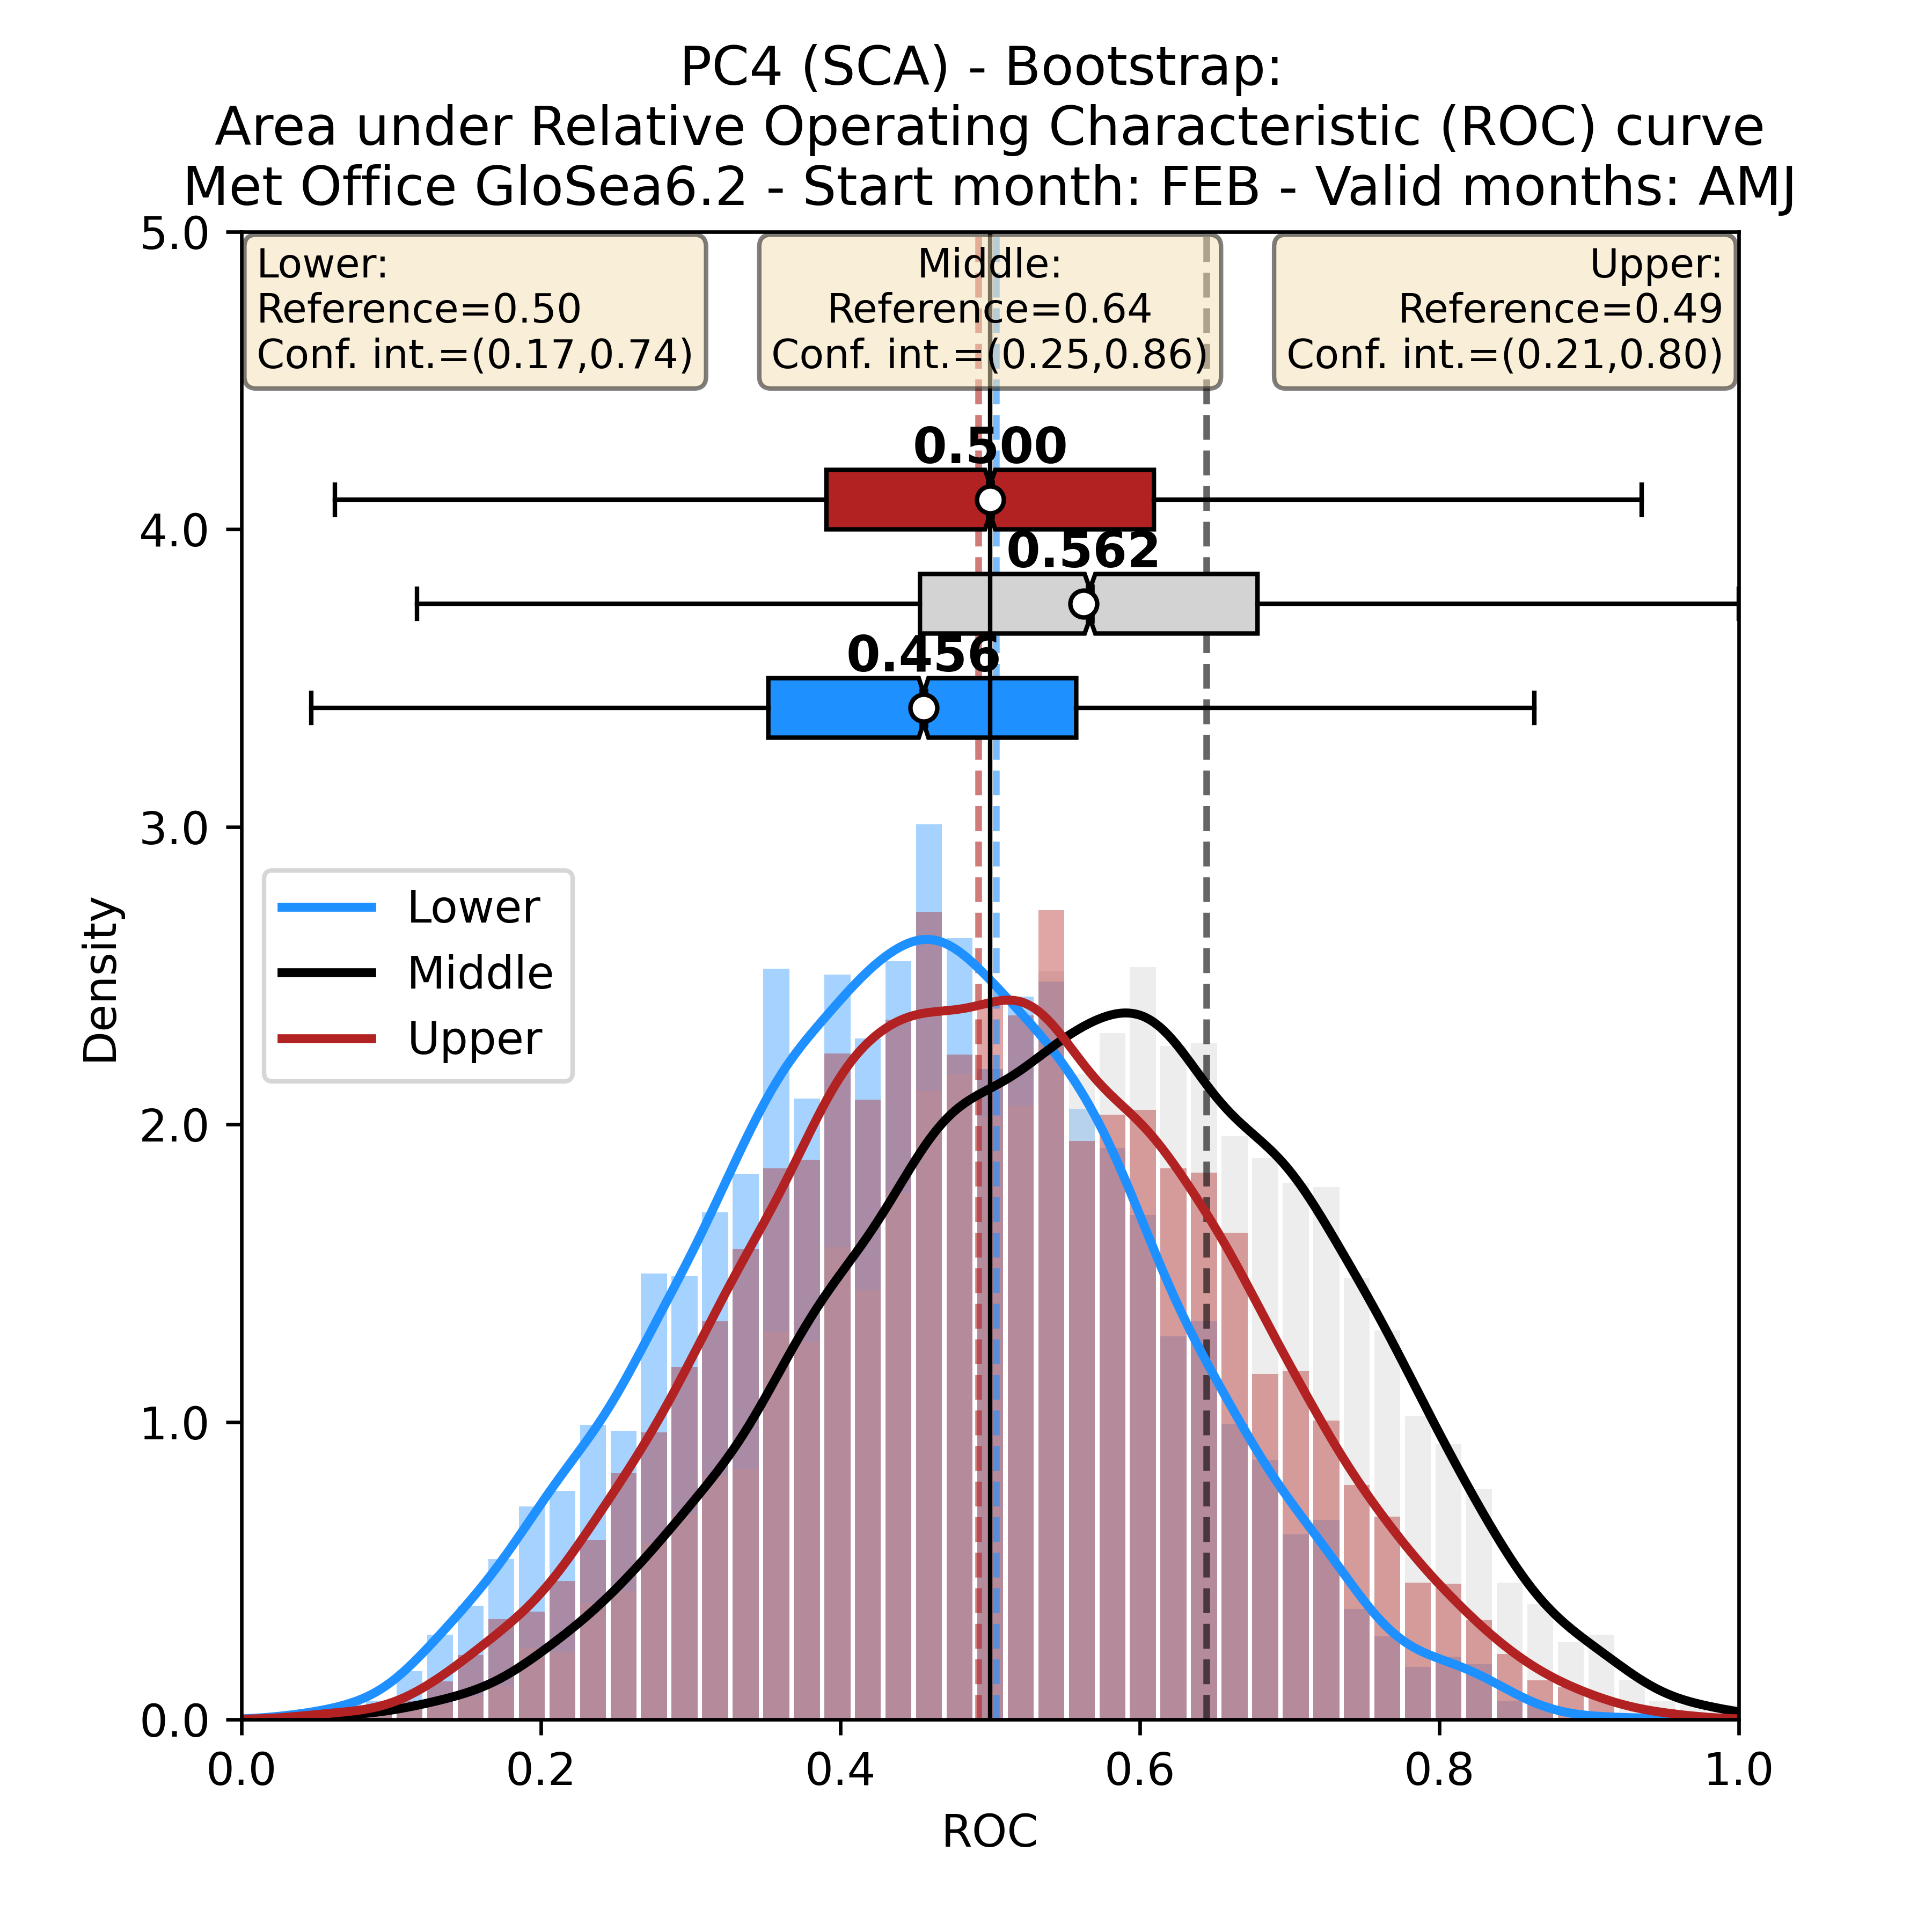 PC4 (SCA) - Bootstrap:
Area under Relative Operating Characteristic (ROC) curve
Met Office GloSea6.2 - Start month: FEB - Valid months: AMJ
Lower:
Reference=0.50
Conf. int.=(0.17,0.74)
Middle:
Reference=0.64
Conf. int.=(0.25,0.86)
Upper:
Reference=0.49
Conf. int.=(0.21,0.80)
0.500
0.562
0.456
Lower
Middle
Upper
Density
5.0
4.0
3.0
2.0
1.0
0.0
0.0 0.2 0.4 0.6 0.8 1.0
ROC